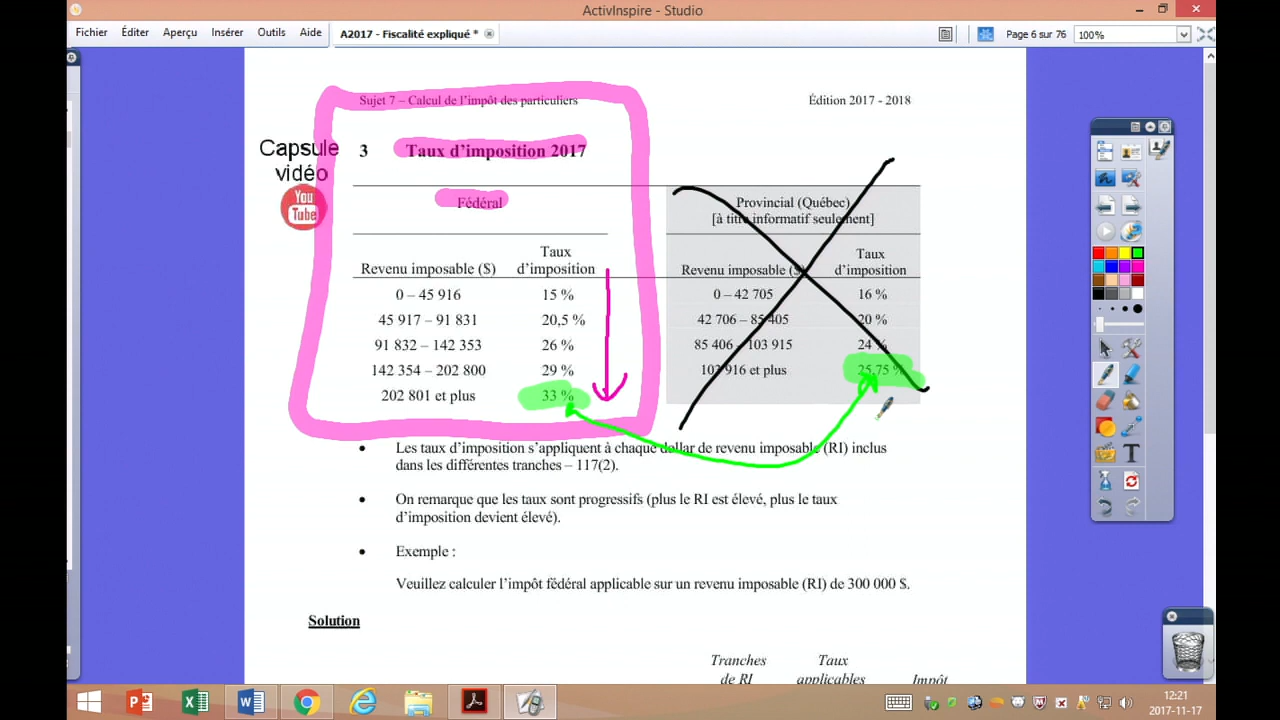 ActivInspire - Studio
Fichier Éditer Aperçu Insérer Outils Aide A2017 - Fiscalité expliqué * Page 6 sur 76 100%
Sujet 7 – Calcul de l'impôt des particuliers Édition 2017 - 2018
Capsule vidéo
You Tube
3 Taux d'imposition 2017
Fédéral
Revenu imposable ($) Taux d'imposition
0 – 45 916 15 %
45 917 – 91 831 20,5 %
91 832 – 142 353 26 %
142 354 – 202 800 29 %
202 801 et plus 33 %
Provincial (Québec)
[à titre informatif seulement]
Revenu imposable ($) Taux d'imposition
0 – 42 705 16 %
42 706 – 85 405 20 %
85 406 – 103 915 24 %
103 916 et plus 25,75 %
• Les taux d'imposition s'appliquent à chaque dollar de revenu imposable (RI) inclus
dans les différentes tranches – 117(2).
• On remarque que les taux sont progressifs (plus le RI est élevé, plus le taux
d'imposition devient élevé).
• Exemple :
Veuillez calculer l'impôt fédéral applicable sur un revenu imposable (RI) de 300 000 $.
Solution
Tranches Taux
de RI applicables Impôt
12:21
2017-11-17